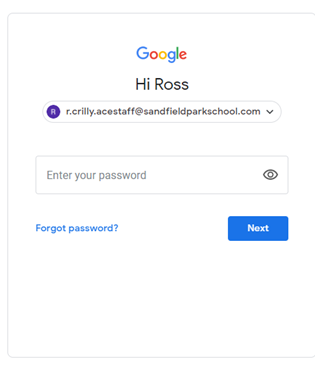 Google
Hi Ross
R r.crilly.acestaff@sandfieldparkschool.com
Enter your password
Forgot password? Next